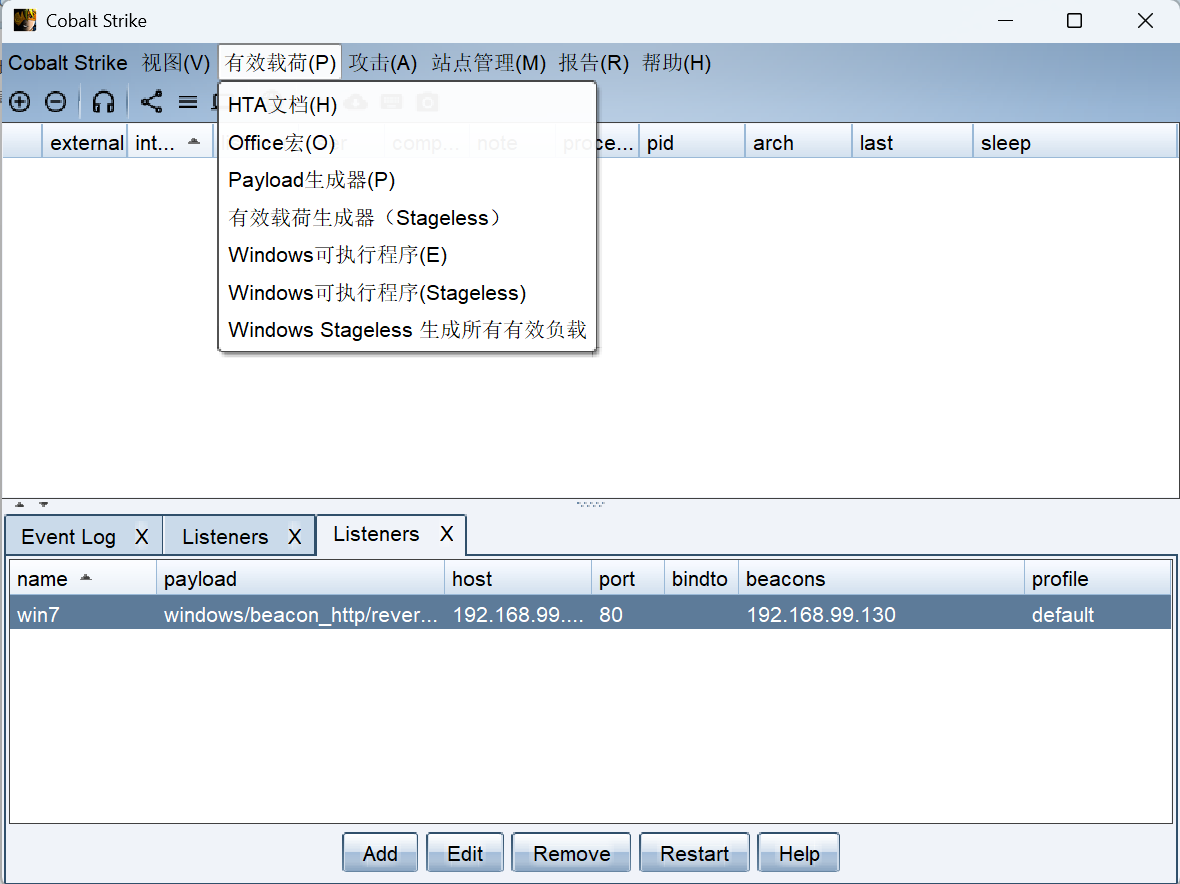 Cobalt Strike
Cobalt Strike 视图(V) 有效载荷(P) 攻击(A) 站点管理(M) 报告(R) 帮助(H)
HTA文档(H)
external int... comp... note proce... pid arch last sleep
Office宏(O)
Payload生成器(P)
有效载荷生成器（Stageless）
Windows可执行程序(E)
Windows可执行程序(Stageless)
Windows Stageless 生成所有有效负载
Event Log X Listeners X Listeners X
name payload host port bindto beacons profile
win7 windows/beacon_http/rever... 192.168.99.... 80 192.168.99.130 default
Add Edit Remove Restart Help